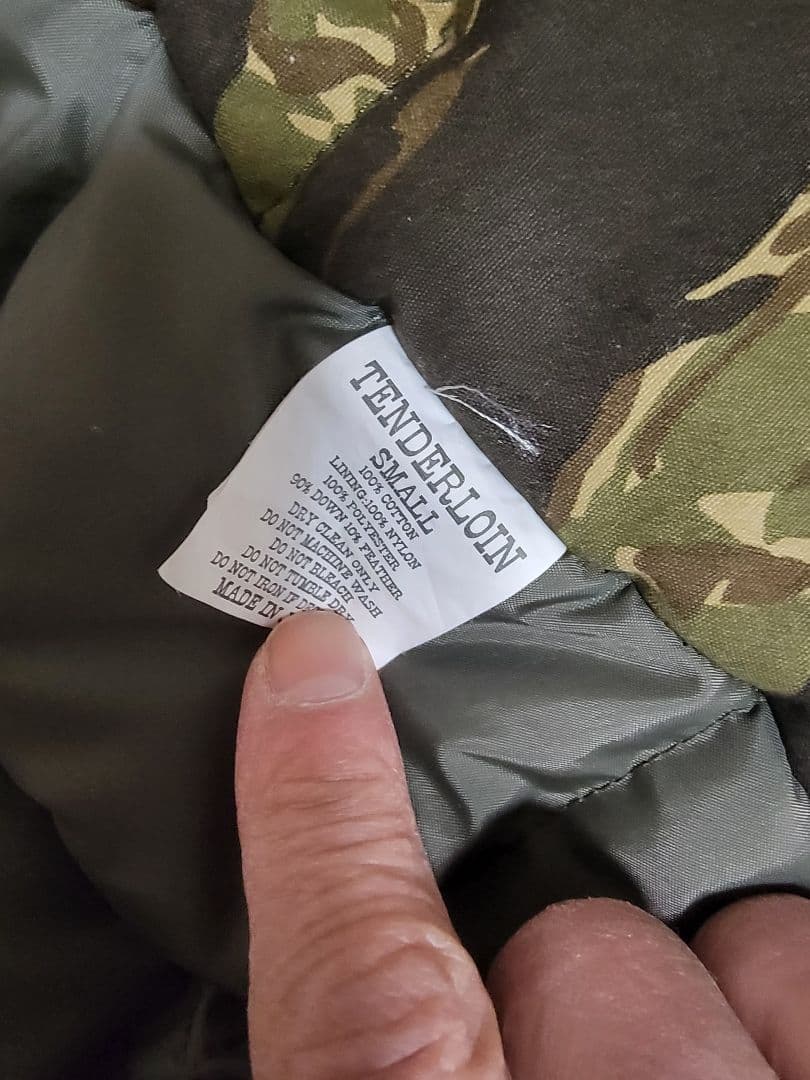 TENDERLOIN
SMALL
100% COTTON
LINING:100% NYLON
100% POLYESTER
90% DOWN 10% FEATHER
DRY CLEAN ONLY
DO NOT MACHINE WASH
DO NOT BLEACH
DO NOT TUMBLE DRY
DO NOT IRON IF
MADE IN